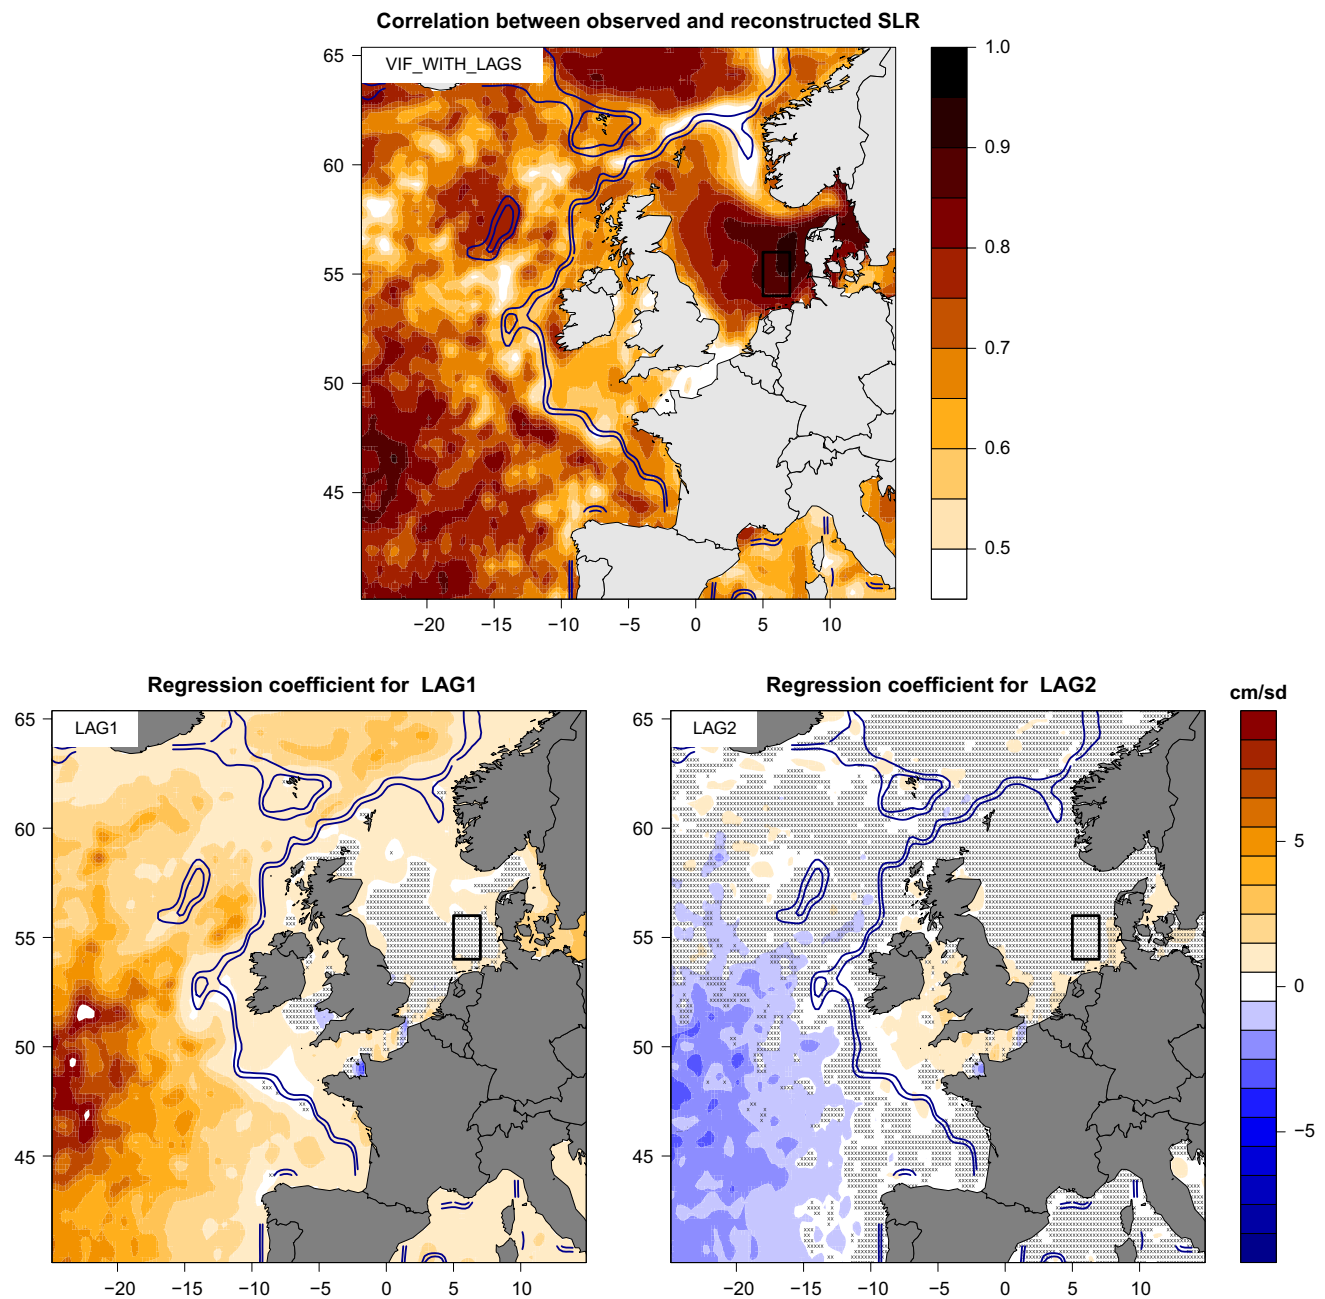 Correlation between observed and reconstructed SLR
VIF_WITH_LAGS
65
60
55
50
45
−20 −15 −10 −5 0 5 10
1.0
0.9
0.8
0.7
0.6
0.5
Regression coefficient for LAG1
LAG1
65
60
55
50
45
−20 −15 −10 −5 0 5 10
Regression coefficient for LAG2
LAG2
65
60
55
50
45
−20 −15 −10 −5 0 5 10
cm/sd
5
0
−5